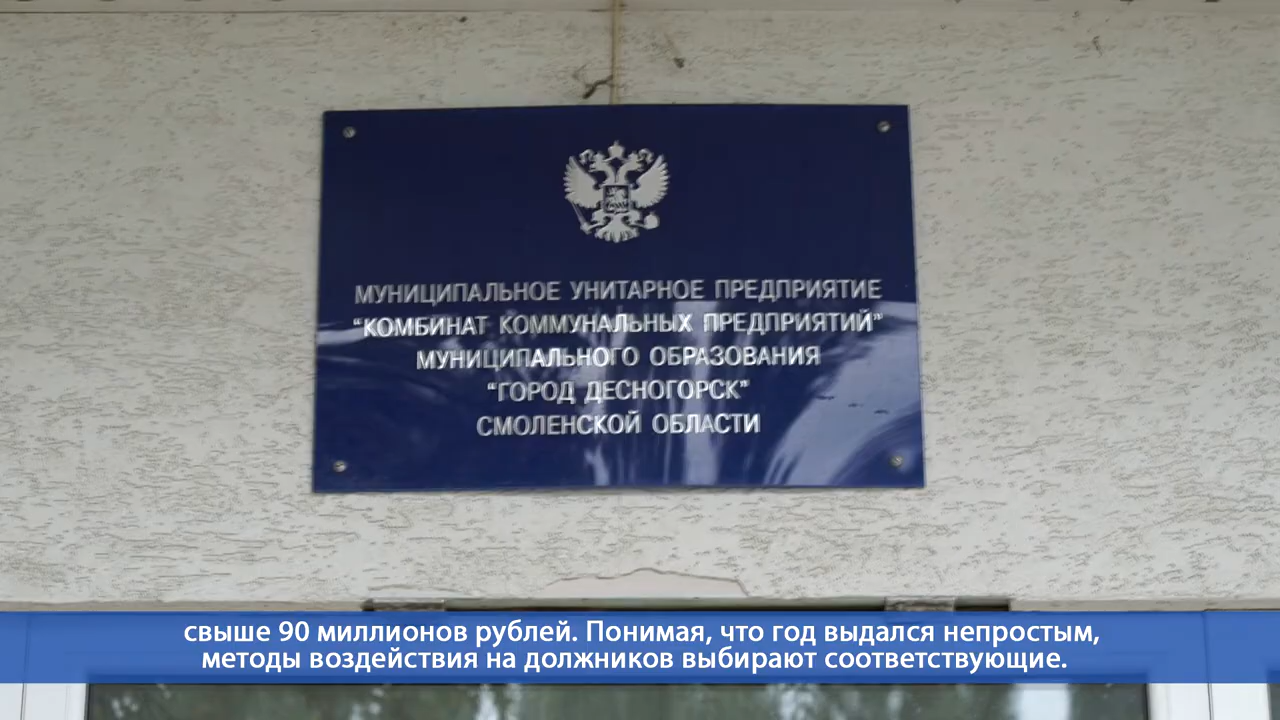 МУНИЦИПАЛЬНОЕ УНИТАРНОЕ ПРЕДПРИЯТИЕ
"КОМБИНАТ КОММУНАЛЬНЫХ ПРЕДПРИЯТИЙ"
МУНИЦИПАЛЬНОГО ОБРАЗОВАНИЯ
"ГОРОД ДЕСНОГОРСК"
СМОЛЕНСКОЙ ОБЛАСТИ
свыше 90 миллионов рублей. Понимая, что год выдался непростым,
методы воздействия на должников выбирают соответствующие.